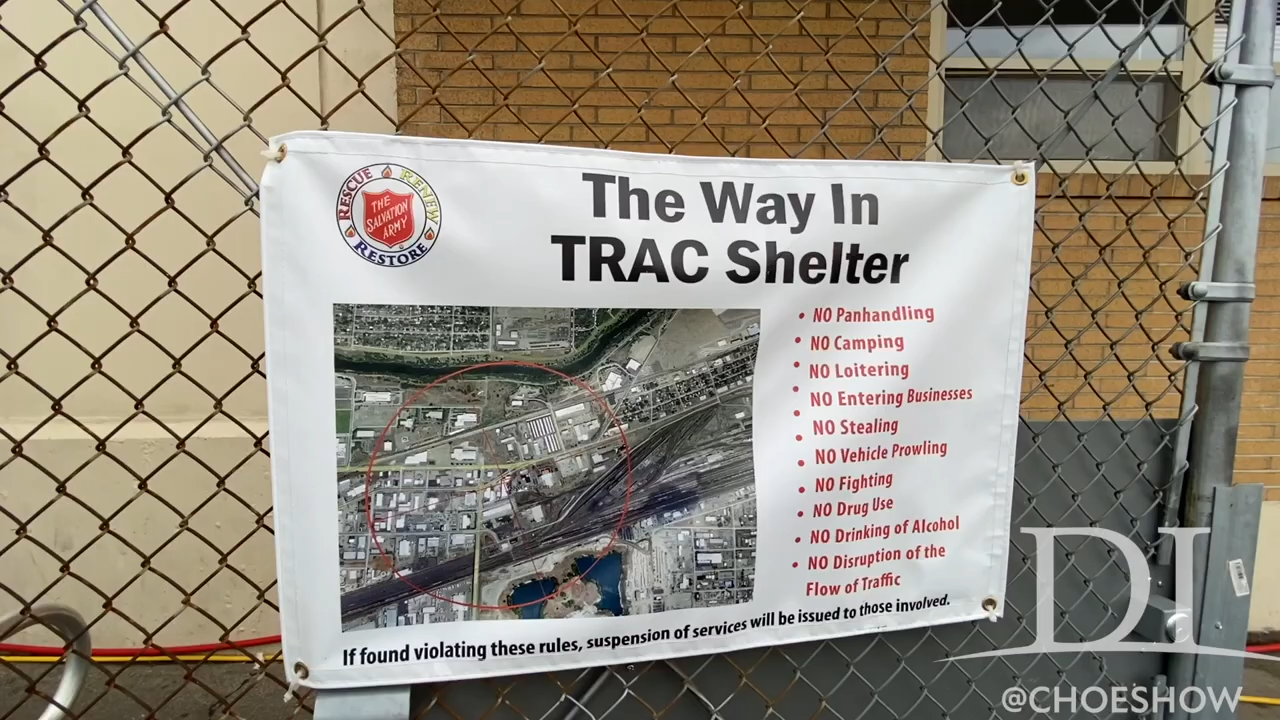 RESCUE RENEW
THE
SALVATION
ARMY
RESTORE
The Way In
TRAC Shelter
• NO Panhandling
• NO Camping
• NO Loitering
• NO Entering Businesses
• NO Stealing
• NO Vehicle Prowling
• NO Fighting
• NO Drug Use
• NO Drinking of Alcohol
• NO Disruption of the
Flow of Traffic
If found violating these rules, suspension of services will be issued to those involved.
DI
@CHOESHOW